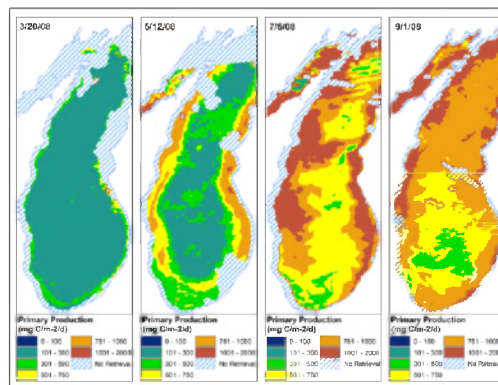 3/20/08
5/12/08
7/5/08
9/1/08
Primary Production
(mg C/m-2/d)
0 - 100
101 - 300
301 - 500
501 - 750
751 - 1000
1001 - 2000
No Retrieval
Primary Production
(mg C/m-2/d)
0 - 100
101 - 300
301 - 500
501 - 750
751 - 1000
1001 - 2000
No Retrieval
Primary Production
(mg C/m-2/d)
0 - 100
101 - 300
301 - 500
501 - 750
751 - 1000
1001 - 2000
No Retrieval
Primary Production
(mg C/m-2/d)
0 - 100
101 - 300
301 - 500
501 - 750
751 - 1000
1001 - 2000
No Retrieval